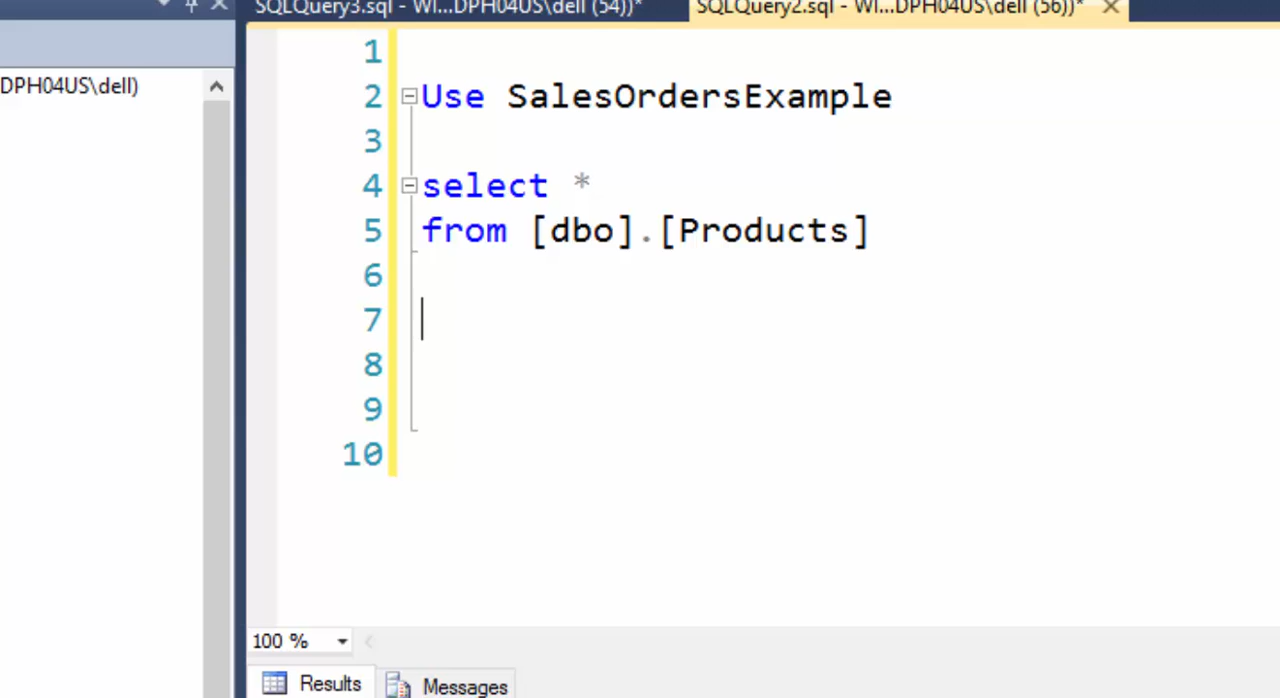 SQLQuery3.sql - WI...DPH04US\dell (54))*
SQLQuery2.sql - WI...DPH04US\dell (56))*
DPH04US\dell)
1
2 Use SalesOrdersExample
3
4 select *
5 from [dbo].[Products]
6
7
8
9
10
100 %
Results
Messages